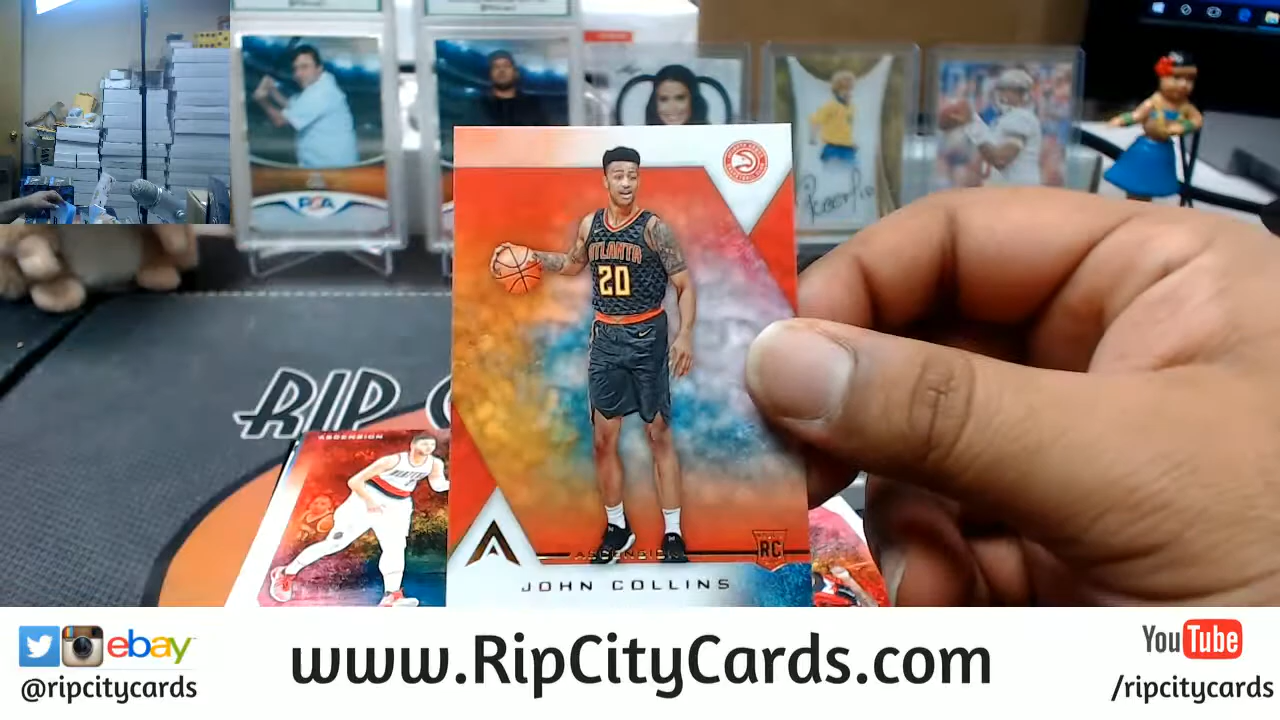 PSA
ATLANTA
20
ASCENSION
RC
JOHN COLLINS
ASCENSION
RIP C
ebay
@ripcitycards
www.RipCityCards.com
YouTube
/ripcitycards